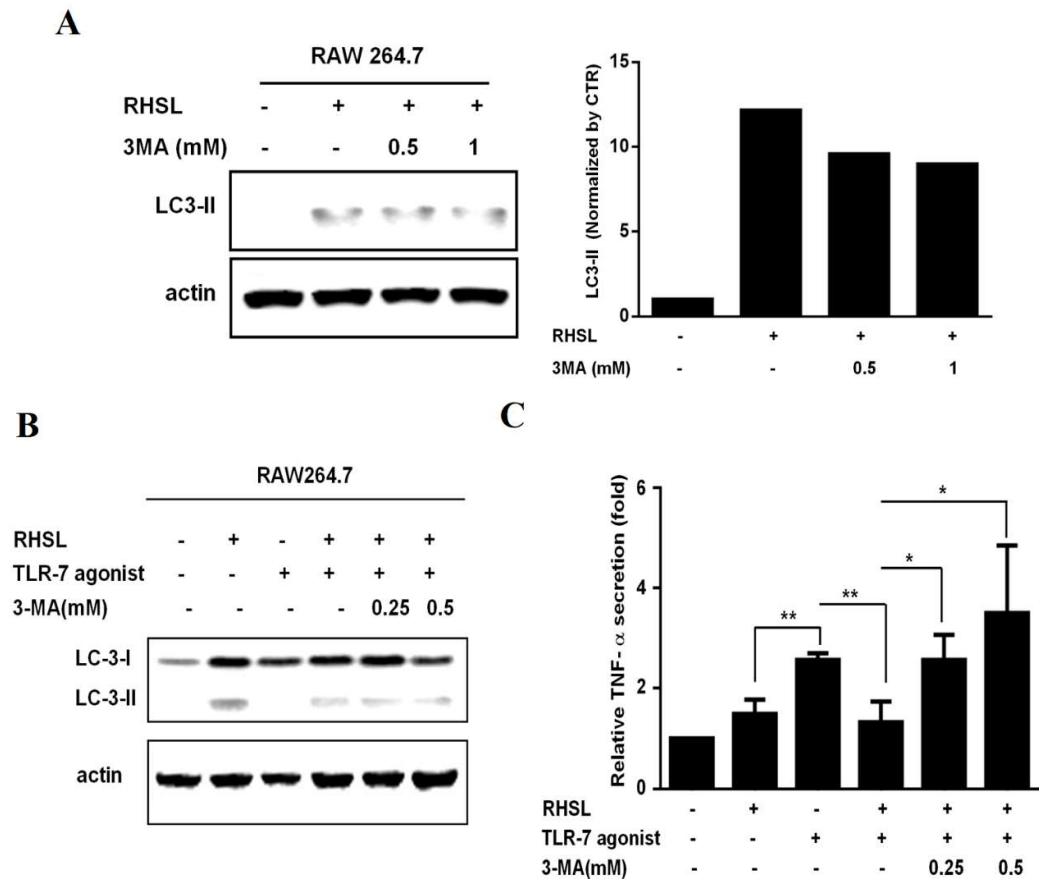 A
RAW 264.7
RHSL - + + +
3MA (mM) - - 0.5 1
LC3-II
actin
LC3-II (Normalized by CTR)
15
10
5
0
RHSL - + + +
3MA (mM) - - 0.5 1
B
RAW264.7
RHSL - + - + + +
TLR-7 agonist - - + + + +
3-MA(mM) - - - - 0.25 0.5
LC-3-I
LC-3-II
actin
C
Relative TNF- α secretion (fold)
6
4
2
0
*
*
**
**
RHSL - + - + + +
TLR-7 agonist - - + + + +
3-MA(mM) - - - - 0.25 0.5